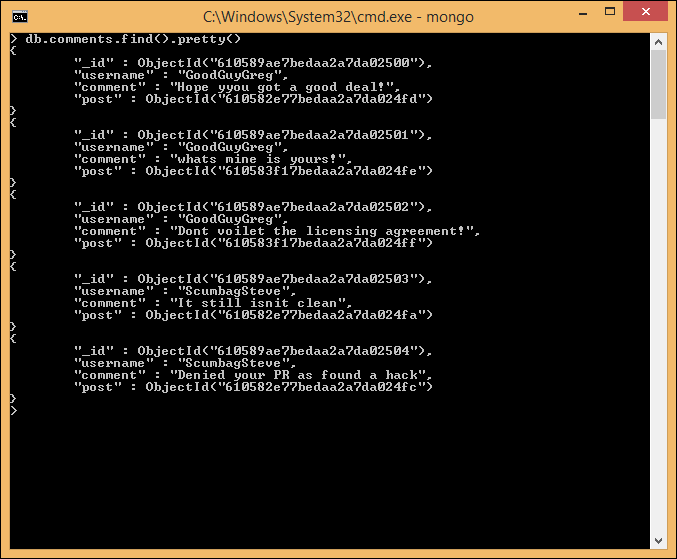 C:\Windows\System32\cmd.exe - mongo
> db.comments.find().pretty()
{
"_id" : ObjectId("610589ae7bedaa2a7da02500"),
"username" : "GoodGuyGreg",
"comment" : "Hope yyou got a good deal!",
"post" : ObjectId("610582e77bedaa2a7da024fd")
}
{
"_id" : ObjectId("610589ae7bedaa2a7da02501"),
"username" : "GoodGuyGreg",
"comment" : "whats mine is yours!",
"post" : ObjectId("610583f17bedaa2a7da024fe")
}
{
"_id" : ObjectId("610589ae7bedaa2a7da02502"),
"username" : "GoodGuyGreg",
"comment" : "Dont voilet the licensing agreement!",
"post" : ObjectId("610583f17bedaa2a7da024ff")
}
{
"_id" : ObjectId("610589ae7bedaa2a7da02503"),
"username" : "ScumbagSteve",
"comment" : "It still isnit clean",
"post" : ObjectId("610582e77bedaa2a7da024fa")
}
{
"_id" : ObjectId("610589ae7bedaa2a7da02504"),
"username" : "ScumbagSteve",
"comment" : "Denied your PR as found a hack",
"post" : ObjectId("610582e77bedaa2a7da024fc")
}
>